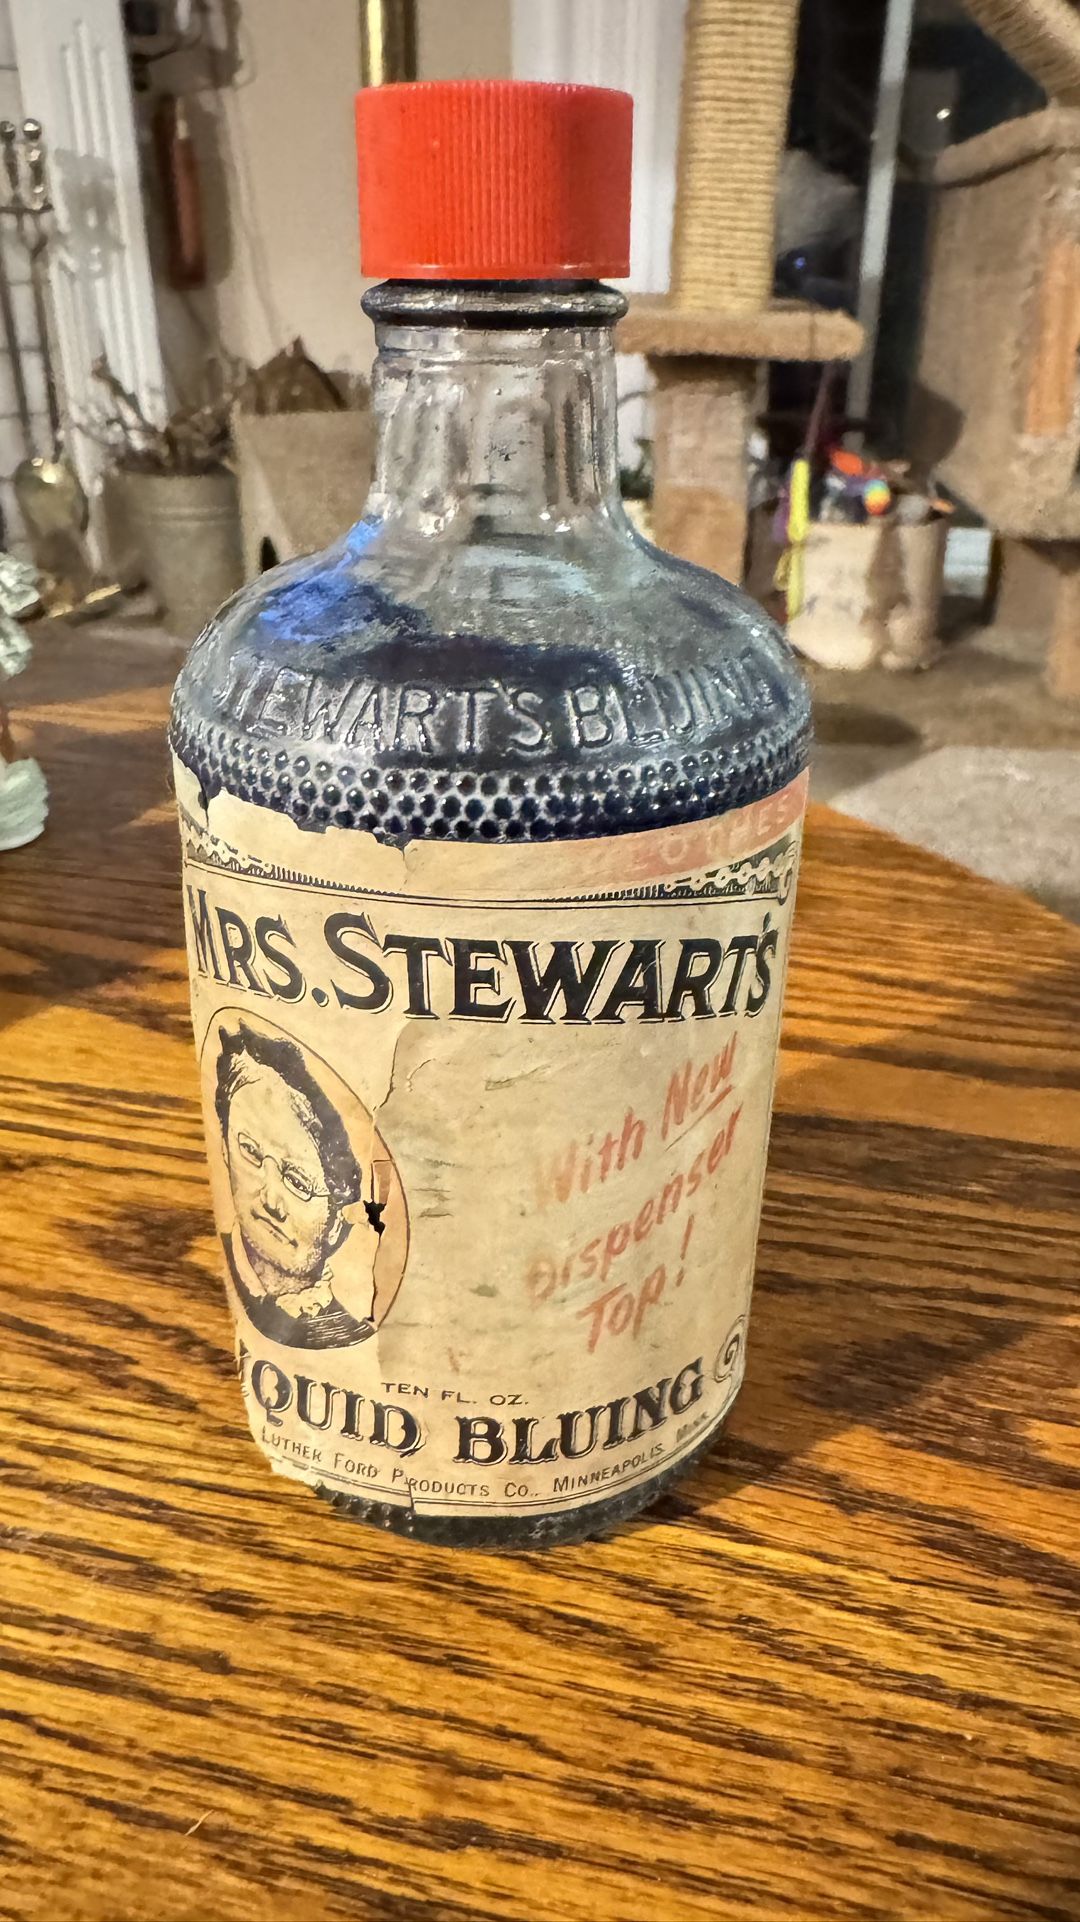 STEWART'S BLUING
MRS. STEWART'S
With New
Dispenser
Top!
TEN FL. OZ.
QUID BLUING
LUTHER FORD PRODUCTS CO., MINNEAPOLIS, MINN.